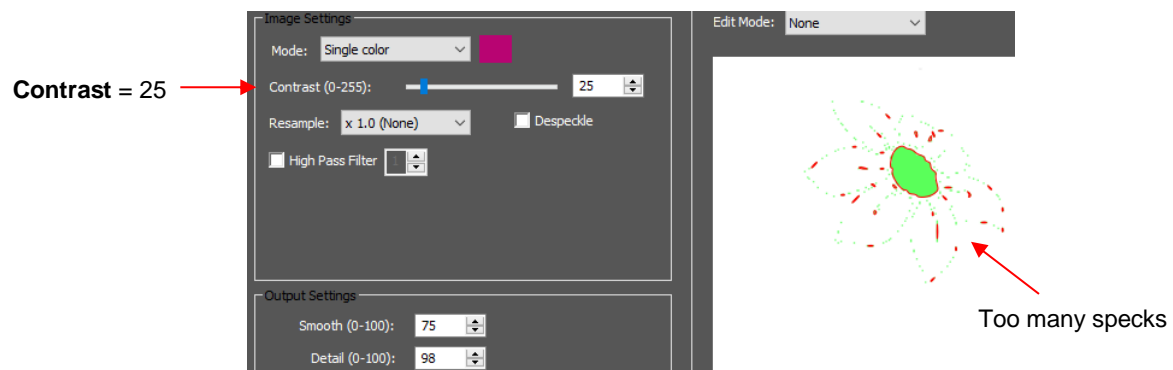 Image Settings
Mode: Single color
Contrast = 25
Contrast (0-255): 25
Resample: x 1.0 (None) Despeckle
High Pass Filter 1
Output Settings
Smooth (0-100): 75
Detail (0-100): 98
Edit Mode: None
Too many specks